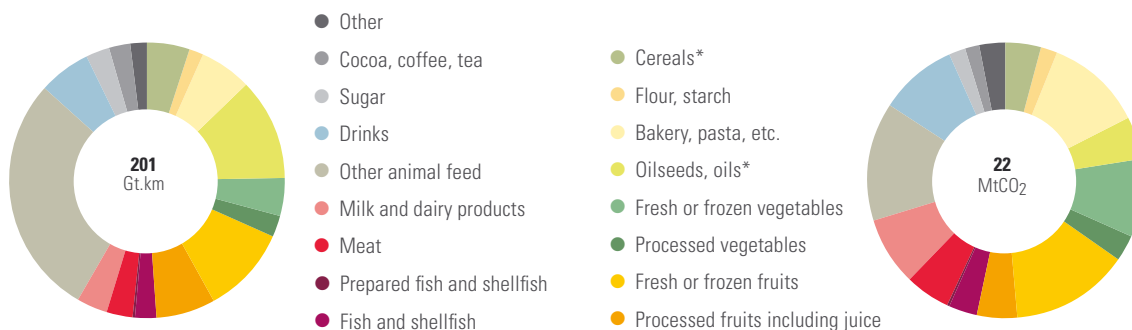 201
Gt.km
Other
Cocoa, coffee, tea
Sugar
Drinks
Other animal feed
Milk and dairy products
Meat
Prepared fish and shellfish
Fish and shellfish
Cereals*
Flour, starch
Bakery, pasta, etc.
Oilseeds, oils*
Fresh or frozen vegetables
Processed vegetables
Fresh or frozen fruits
Processed fruits including juice
22
MtCO₂